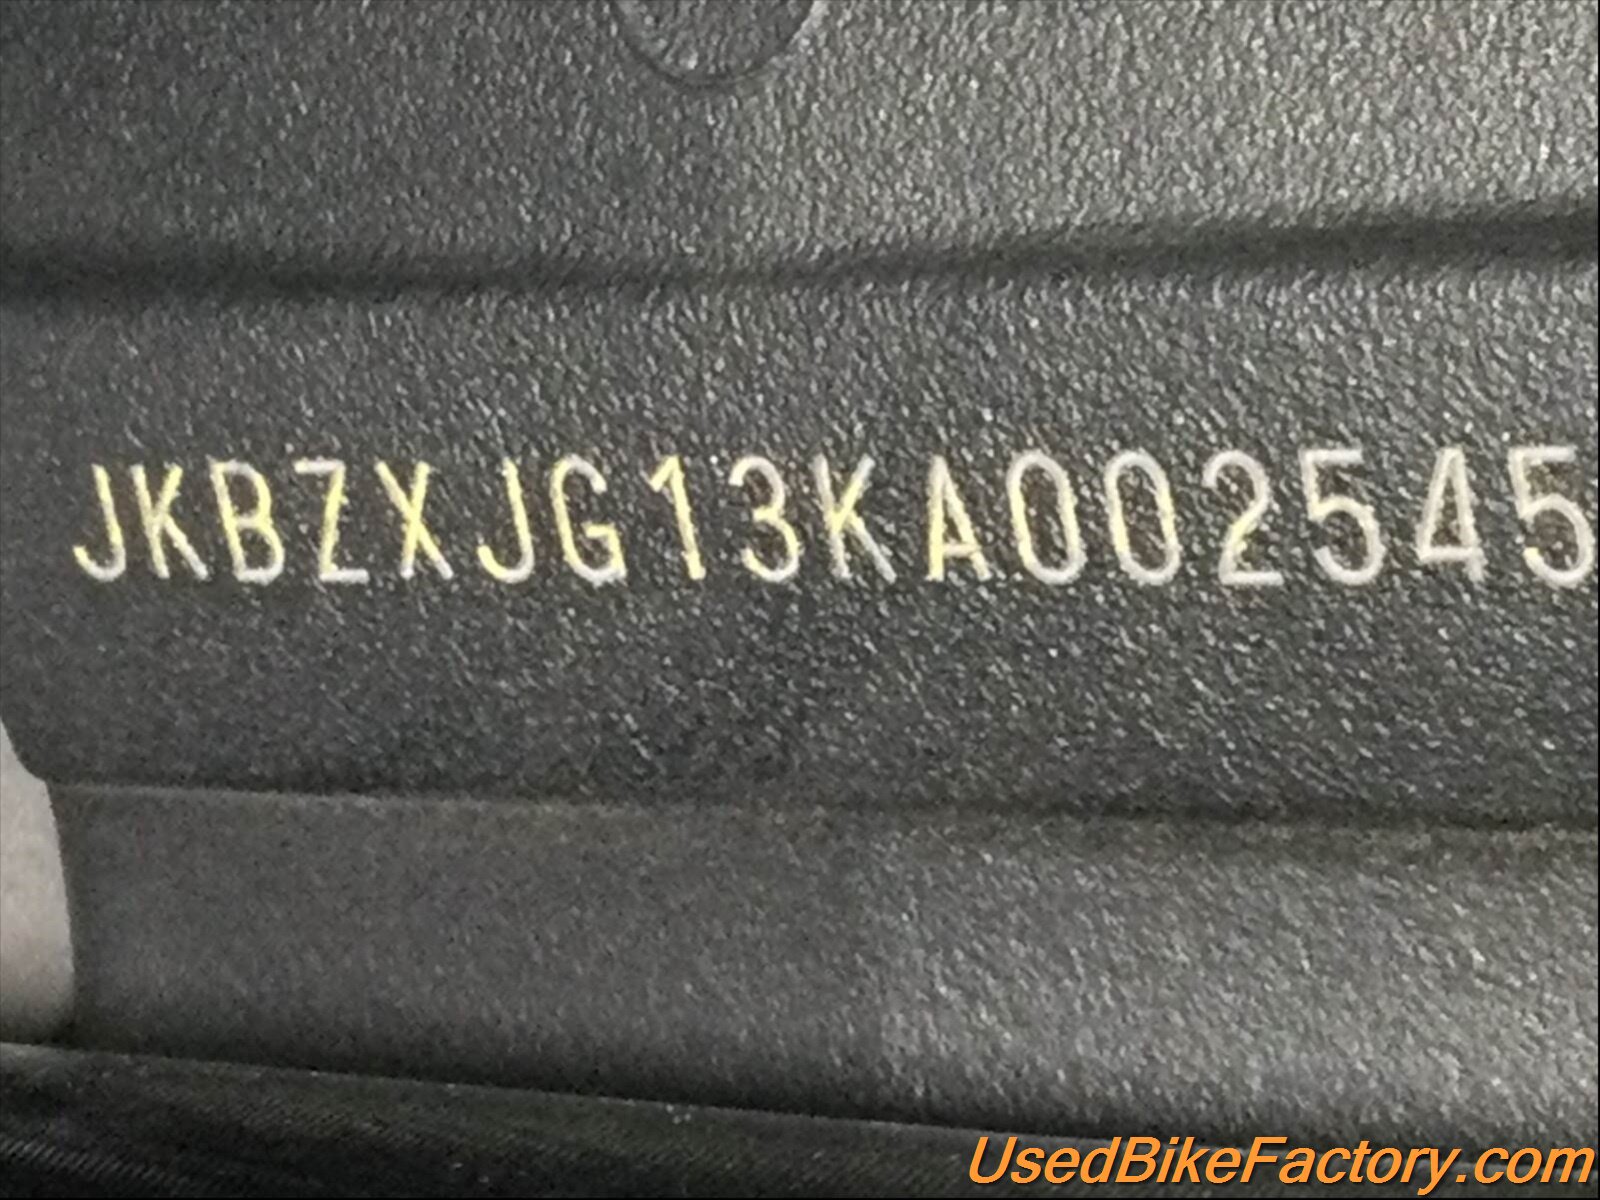 JKBZXJG13KA002545
UsedBikeFactory.com